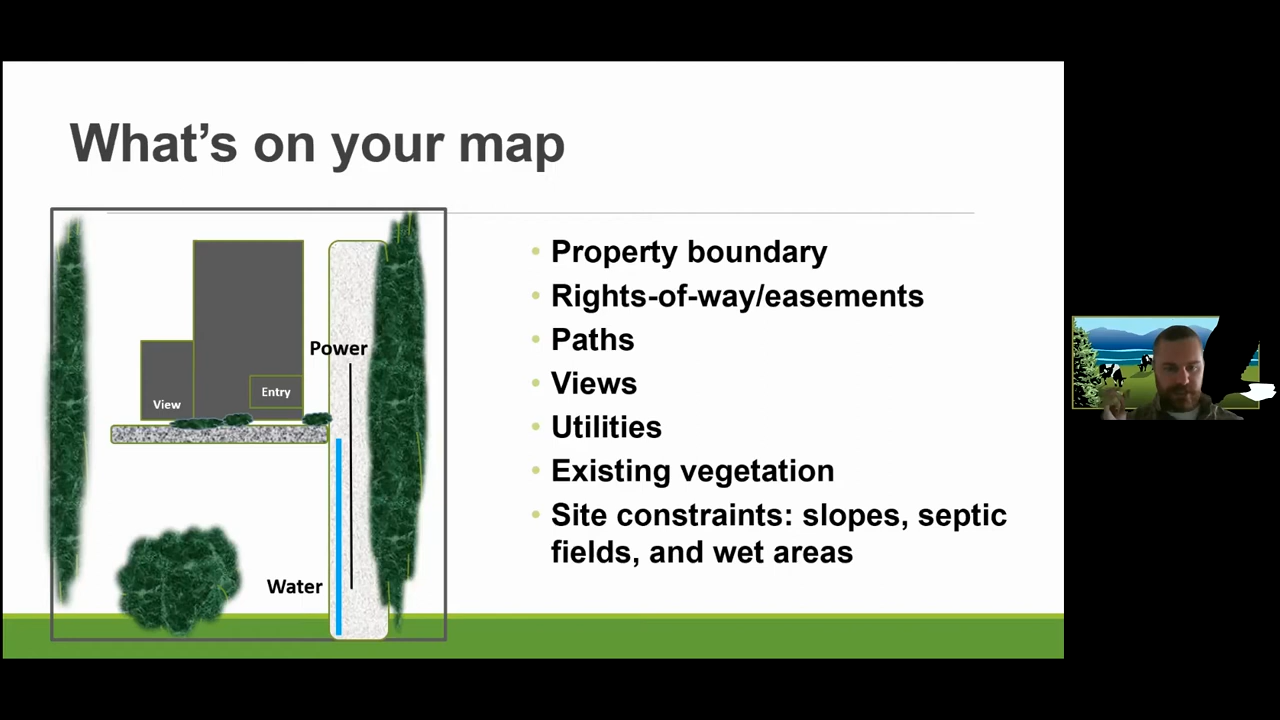 What's on your map
Power
View
Entry
Water
• Property boundary
• Rights-of-way/easements
• Paths
• Views
• Utilities
• Existing vegetation
• Site constraints: slopes, septic
fields, and wet areas